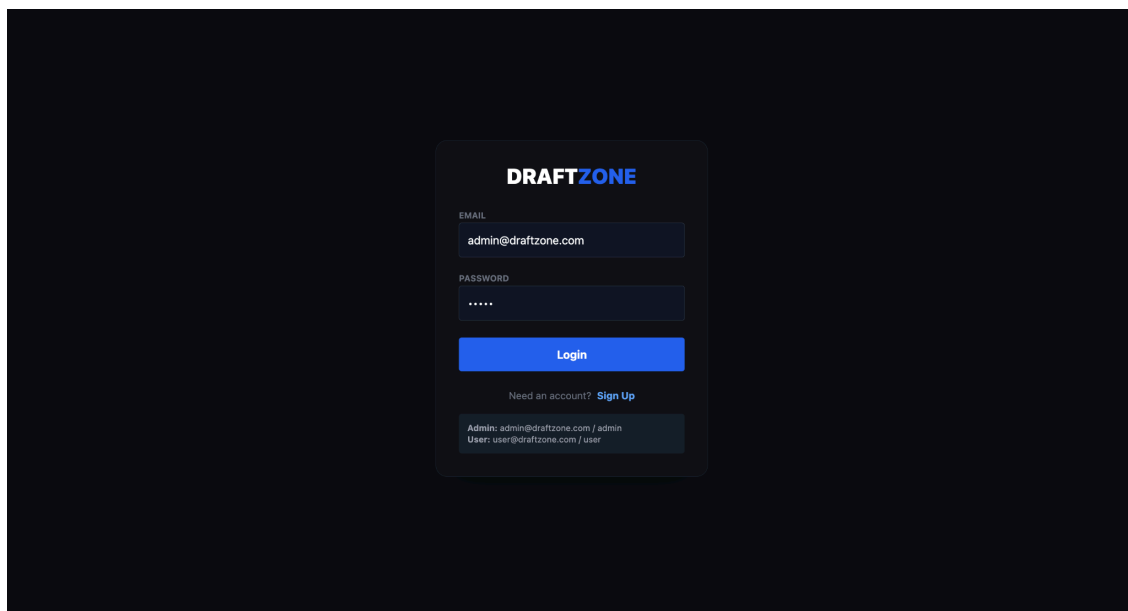 DRAFTZONE
EMAIL
admin@draftzone.com
PASSWORD
•••••
Login
Need an account? Sign Up
Admin: admin@draftzone.com / admin
User: user@draftzone.com / user